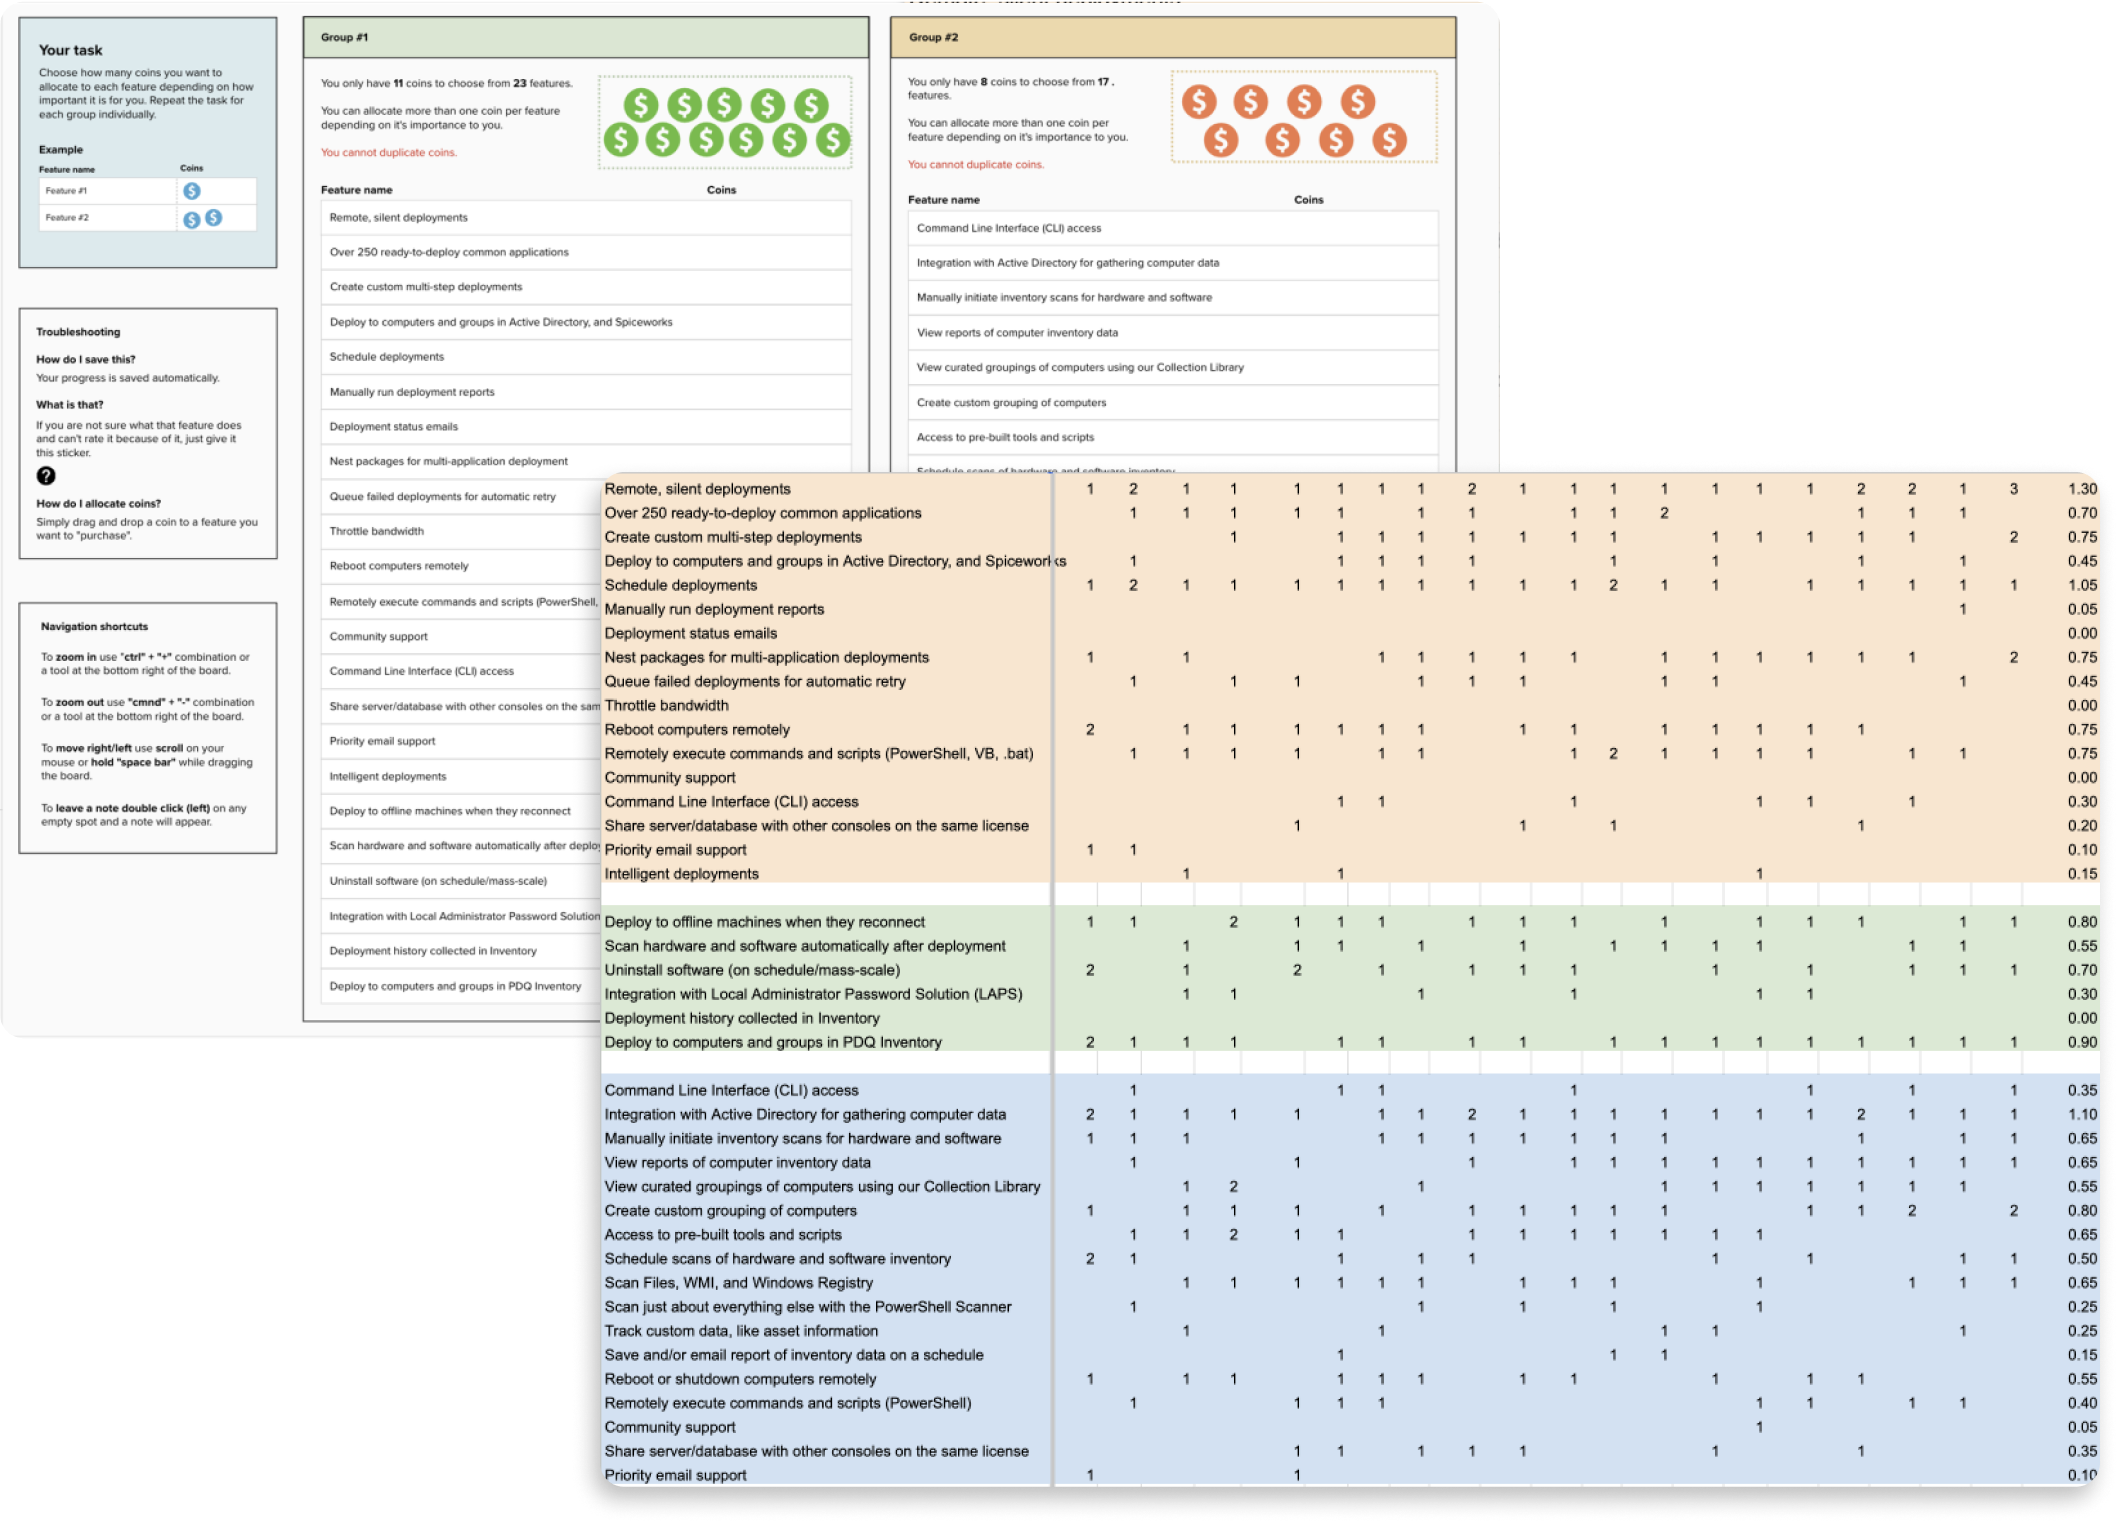 Your task
Choose how many coins you want to
allocate to each feature depending on how
important it is for you. Repeat the task for
each group individually.
Example
Feature name Coins
Feature #1 $
Feature #2 $ $
Troubleshooting
How do I save this?
Your progress is saved automatically.
What is that?
If you are not sure what that feature does
and can't rate it because of it, just give it
this sticker.
?
How do I allocate coins?
Simply drag and drop a coin to a feature you
want to "purchase".
Navigation shortcuts
To zoom in use "ctrl" + "+" combination or
a tool at the bottom right of the board.
To zoom out use "cmnd" + "-" combination
or a tool at the bottom right of the board.
To move right/left use scroll on your
mouse or hold "space bar" while dragging
the board.
To leave a note double click (left) on any
empty spot and a note will appear.
Group #1
You only have 11 coins to choose from 23 features.
You can allocate more than one coin per feature
depending on it's importance to you.
You cannot duplicate coins.
$ $ $ $ $
$ $ $ $ $ $
Feature name Coins
Remote, silent deployments
Over 250 ready-to-deploy common applications
Create custom multi-step deployments
Deploy to computers and groups in Active Directory, and Spiceworks
Schedule deployments
Manually run deployment reports
Deployment status emails
Nest packages for multi-application deployment
Queue failed deployments for automatic retry
Throttle bandwidth
Reboot computers remotely
Remotely execute commands and scripts (PowerShell,
Community support
Command Line Interface (CLI) access
Share server/database with other consoles on the sam
Priority email support
Intelligent deployments
Deploy to offline machines when they reconnect
Scan hardware and software automatically after deplo
Uninstall software (on schedule/mass-scale)
Integration with Local Administrator Password Solution
Deployment history collected in Inventory
Deploy to computers and groups in PDQ Inventory
Group #2
You only have 8 coins to choose from 17 .
features.
You can allocate more than one coin per
feature depending on it's importance to you.
You cannot duplicate coins.
$ $ $ $
$ $ $ $
Feature name Coins
Command Line Interface (CLI) access
Integration with Active Directory for gathering computer data
Manually initiate inventory scans for hardware and software
View reports of computer inventory data
View curated groupings of computers using our Collection Library
Create custom grouping of computers
Access to pre-built tools and scripts
Schedule scans of hardware and software inventory
Remote, silent deployments 1 2 1 1 1 1 1 1 2 1 1 1 1 1 1 1 2 2 1 3 1.30
Over 250 ready-to-deploy common applications 1 1 1 1 1 1 1 1 1 2 1 1 1 0.70
Create custom multi-step deployments 1 1 1 1 1 1 1 1 1 1 1 1 1 2 0.75
Deploy to computers and groups in Active Directory, and Spiceworks 1 1 1 1 1 1 1 1 1 0.45
Schedule deployments 1 2 1 1 1 1 1 1 1 1 1 2 1 1 1 1 1 1 1 1.05
Manually run deployment reports 1 0.05
Deployment status emails 0.00
Nest packages for multi-application deployments 1 1 1 1 1 1 1 1 1 1 1 1 1 2 0.75
Queue failed deployments for automatic retry 1 1 1 1 1 1 1 1 1 0.45
Throttle bandwidth 0.00
Reboot computers remotely 2 1 1 1 1 1 1 1 1 1 1 1 1 1 0.75
Remotely execute commands and scripts (PowerShell, VB, .bat) 1 1 1 1 1 1 1 2 1 1 1 1 1 1 0.75
Community support 0.00
Command Line Interface (CLI) access 1 1 1 1 1 1 0.30
Share server/database with other consoles on the same license 1 1 1 1 0.20
Priority email support 1 1 0.10
Intelligent deployments 1 1 1 0.15
Deploy to offline machines when they reconnect 1 1 2 1 1 1 1 1 1 1 1 1 1 1 1 0.80
Scan hardware and software automatically after deployment 1 1 1 1 1 1 1 1 1 1 1 0.55
Uninstall software (on schedule/mass-scale) 2 1 2 1 1 1 1 1 1 1 1 1 0.70
Integration with Local Administrator Password Solution (LAPS) 1 1 1 1 1 1 0.30
Deployment history collected in Inventory 0.00
Deploy to computers and groups in PDQ Inventory 2 1 1 1 1 1 1 1 1 1 1 1 1 1 1 1 1 0.90
Command Line Interface (CLI) access 1 1 1 1 1 1 1 0.35
Integration with Active Directory for gathering computer data 2 1 1 1 1 1 1 2 1 1 1 1 1 1 1 2 1 1 1 1.10
Manually initiate inventory scans for hardware and software 1 1 1 1 1 1 1 1 1 1 1 1 1 0.65
View reports of computer inventory data 1 1 1 1 1 1 1 1 1 1 1 1 1 0.65
View curated groupings of computers using our Collection Library 1 2 1 1 1 1 1 1 1 1 0.55
Create custom grouping of computers 1 1 1 1 1 1 1 1 1 1 1 1 2 2 0.80
Access to pre-built tools and scripts 1 1 2 1 1 1 1 1 1 1 1 1 0.65
Schedule scans of hardware and software inventory 2 1 1 1 1 1 1 1 1 0.50
Scan Files, WMI, and Windows Registry 1 1 1 1 1 1 1 1 1 1 1 1 1 0.65
Scan just about everything else with the PowerShell Scanner 1 1 1 1 1 0.25
Track custom data, like asset information 1 1 1 1 1 0.25
Save and/or email report of inventory data on a schedule 1 1 1 0.15
Reboot or shutdown computers remotely 1 1 1 1 1 1 1 1 1 1 1 0.55
Remotely execute commands and scripts (PowerShell) 1 1 1 1 1 1 1 1 0.40
Community support 1 0.05
Share server/database with other consoles on the same license 1 1 1 1 1 1 1 0.35
Priority email support 1 1 0.10